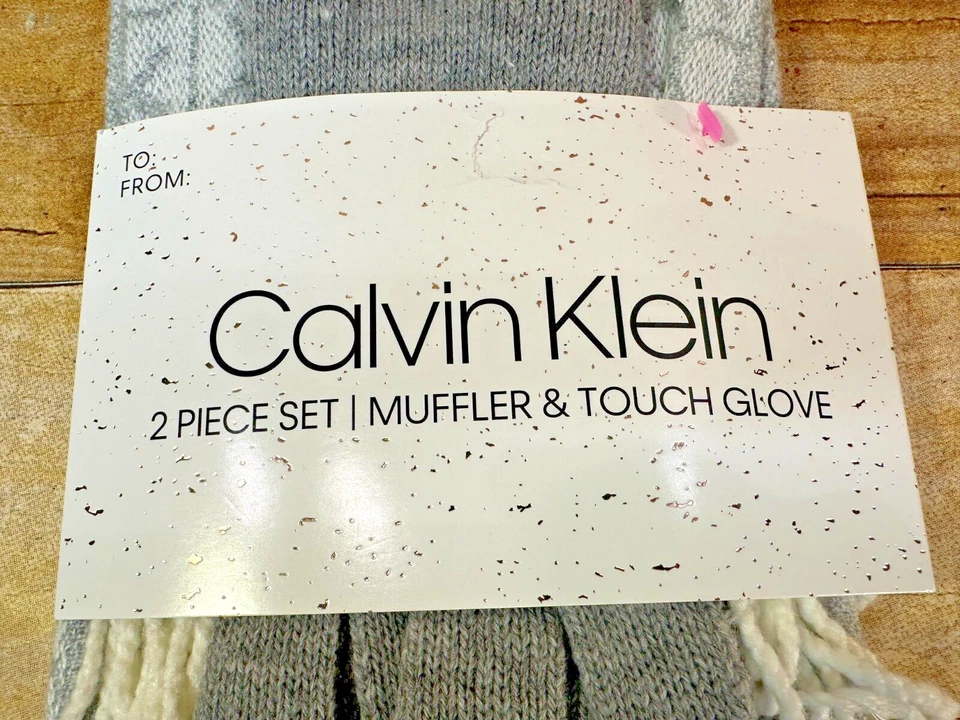 TO:
FROM:
Calvin Klein
2 PIECE SET | MUFFLER & TOUCH GLOVE